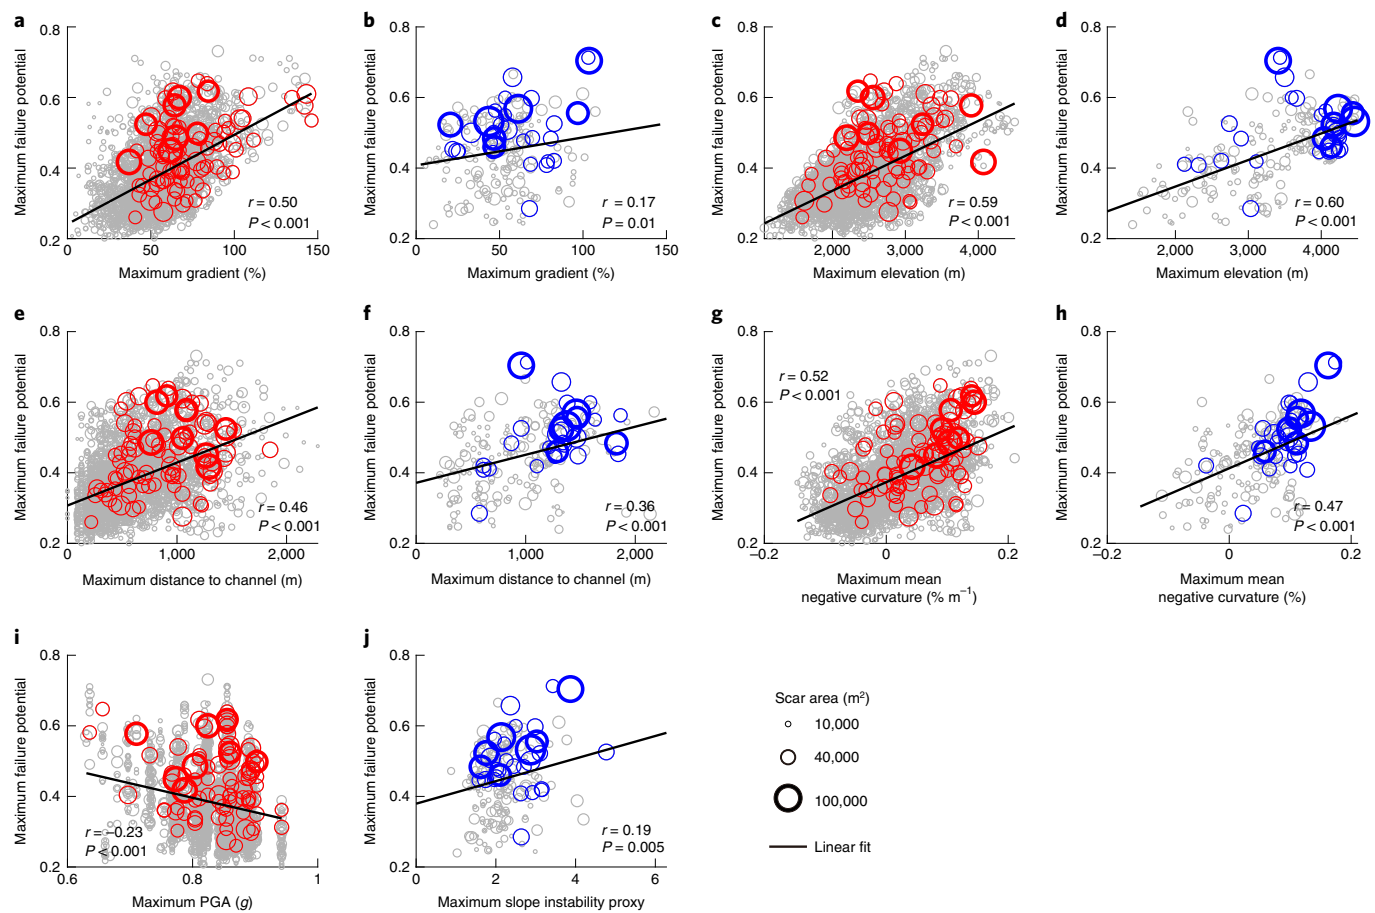 a
Maximum failure potential
0.8
0.6
0.4
0.2
0
50
100
150
r = 0.50
P < 0.001
Maximum gradient (%)
b
Maximum failure potential
0.8
0.6
0.4
0.2
0
50
100
150
r = 0.17
P = 0.01
Maximum gradient (%)
c
Maximum failure potential
0.8
0.6
0.4
0.2
2,000
3,000
4,000
r = 0.59
P < 0.001
Maximum elevation (m)
d
Maximum failure potential
0.8
0.6
0.4
0.2
2,000
3,000
4,000
r = 0.60
P < 0.001
Maximum elevation (m)
e
Maximum failure potential
0.8
0.6
0.4
0.2
0
1,000
2,000
r = 0.46
P < 0.001
Maximum distance to channel (m)
f
Maximum failure potential
0.8
0.6
0.4
0.2
0
1,000
2,000
r = 0.36
P < 0.001
Maximum distance to channel (m)
g
Maximum failure potential
0.8
0.6
0.4
0.2
−0.2
0
0.2
r = 0.52
P < 0.001
Maximum mean
negative curvature (% m⁻¹)
h
Maximum failure potential
0.8
0.6
0.4
0.2
−0.2
0
0.2
r = 0.47
P < 0.001
Maximum mean
negative curvature (%)
i
Maximum failure potential
0.8
0.6
0.4
0.2
0.6
0.8
1
r = −0.23
P < 0.001
Maximum PGA (g)
j
Maximum failure potential
0.8
0.6
0.4
0.2
0
2
4
6
r = 0.19
P = 0.005
Maximum slope instability proxy
Scar area (m²)
10,000
40,000
100,000
Linear fit